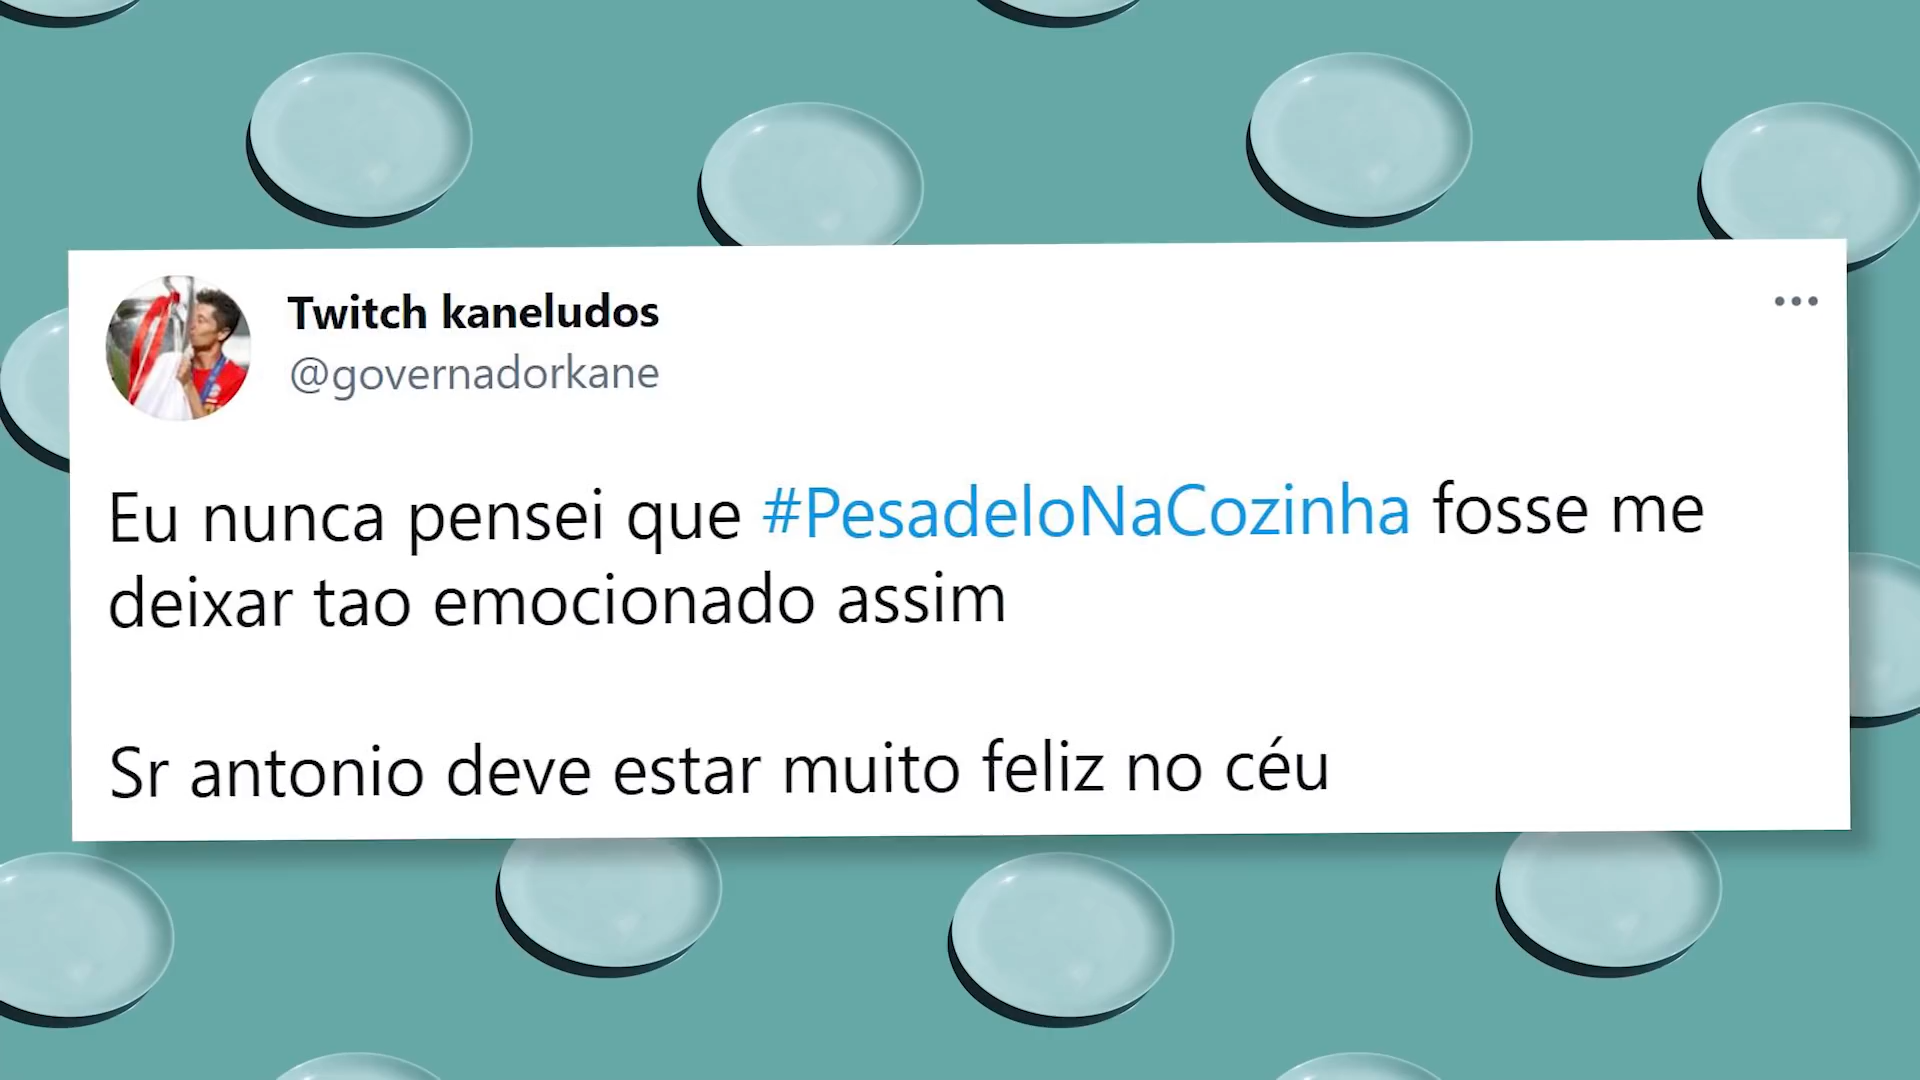 Twitch kaneludos
@governadorkane
Eu nunca pensei que #PesadeloNaCozinha fosse me
deixar tao emocionado assim
Sr antonio deve estar muito feliz no céu